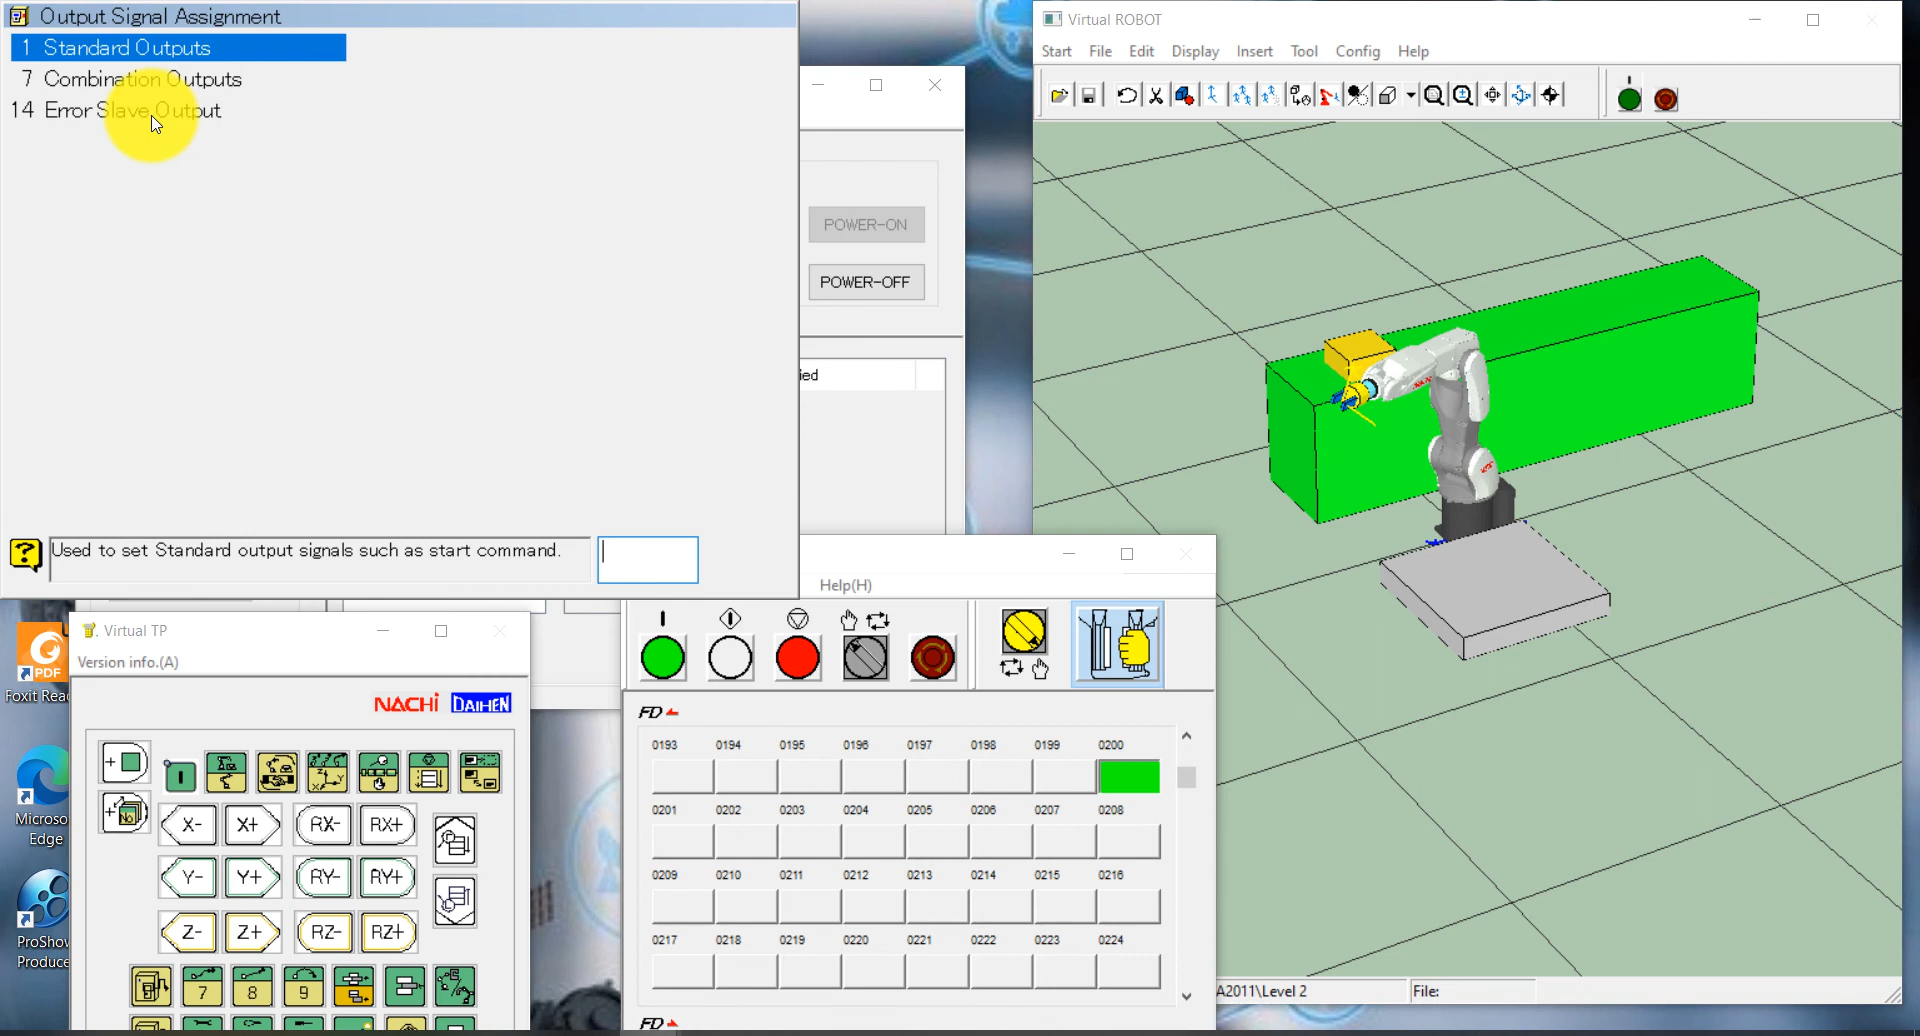 Output Signal Assignment
1 Standard Outputs
7 Combination Outputs
14 Error Slave Output
Used to set Standard output signals such as start command.
POWER-ON
POWER-OFF
ied
Virtual ROBOT
Start File Edit Display Insert Tool Config Help
A2011\Level 2
File:
Help(H)
FD
0193 0194 0195 0196 0197 0198 0199 0200
0201 0202 0203 0204 0205 0206 0207 0208
0209 0210 0211 0212 0213 0214 0215 0216
0217 0218 0219 0220 0221 0222 0223 0224
FD
Virtual TP
Version info.(A)
NACHi DAIHEN
X- X+ RX- RX+
Y- Y+ RY- RY+
Z- Z+ RZ- RZ+
7 8 9
PDF
Foxit Rea
Microso
Edge
ProShov
Produce